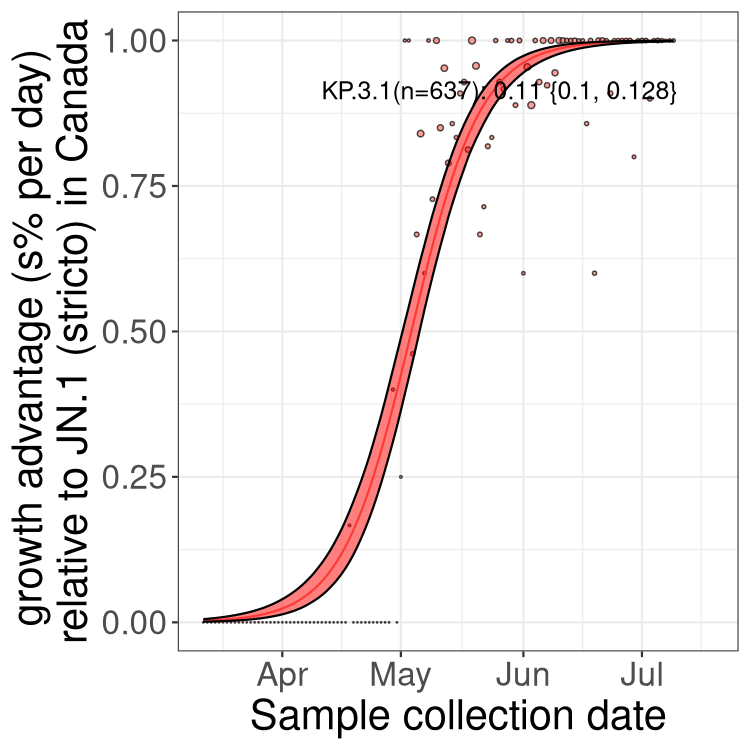 growth advantage (s% per day)
relative to JN.1 (stricto) in Canada
1.00
0.75
0.50
0.25
0.00
KP.3.1(n=637): 0.11 {0.1, 0.128}
Apr May Jun Jul
Sample collection date